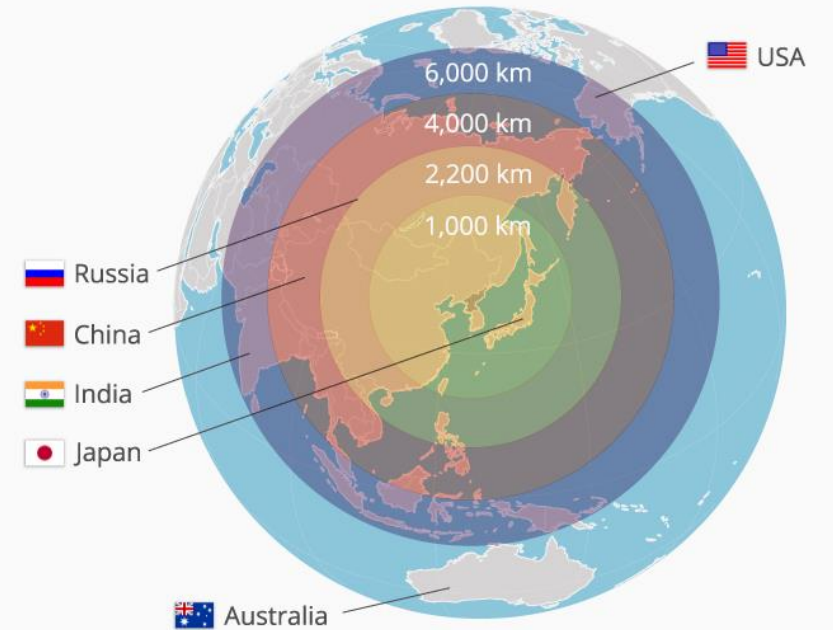 USA
6,000 km
4,000 km
2,200 km
1,000 km
Russia
China
India
Japan
Australia